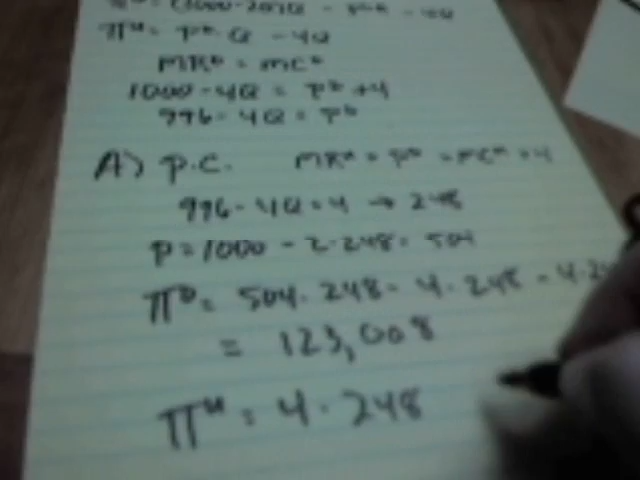 π^u = P^u · Q - 4Q
MR^D = MC^D
1000 - 4Q = P^u + 4
996 - 4Q = P^u
A) P.C. MR^u = P^u = MC^u = 4
996 - 4Q = 4 → 248
P = 1000 - 2 · 248 = 504
π^D = 504 · 248 - 4 · 248 - 4 · 24
= 123,008
π^u = 4 · 248